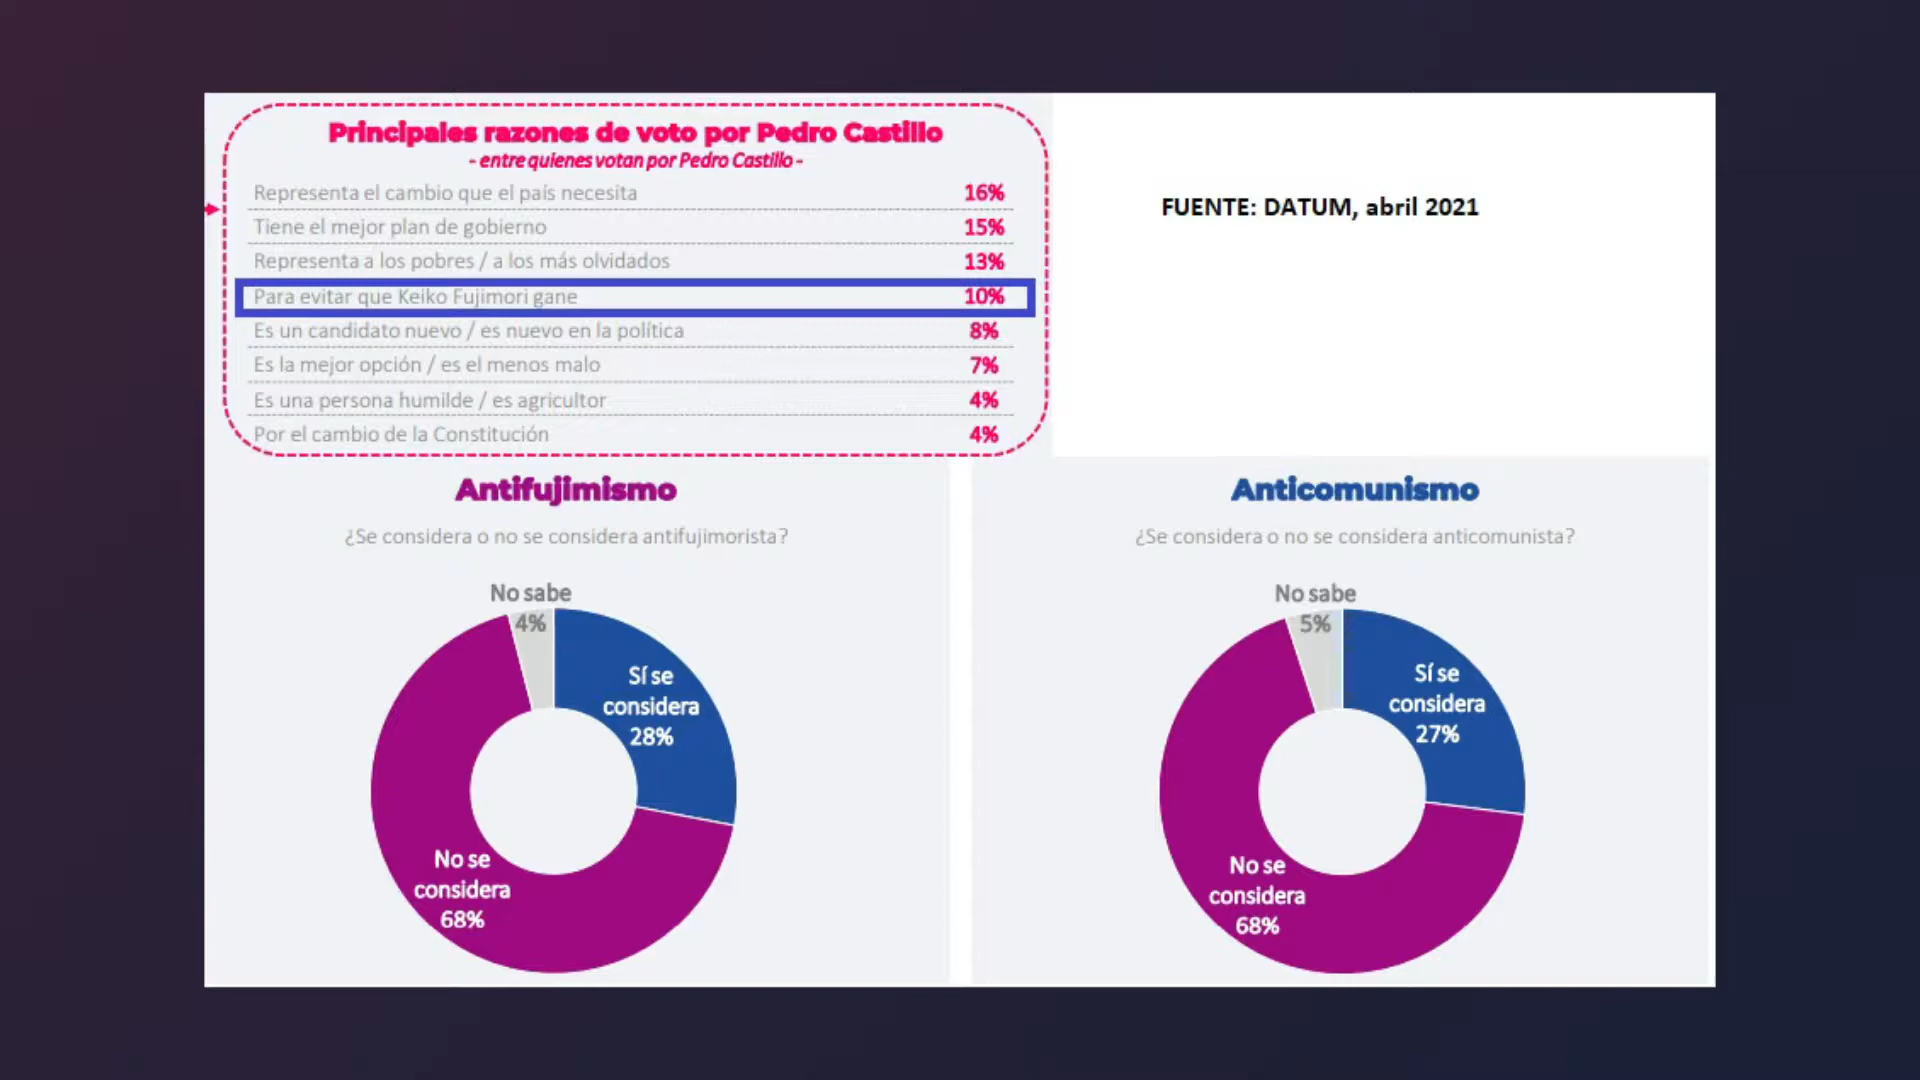 Principales razones de voto por Pedro Castillo
- entre quienes votan por Pedro Castillo -
Representa el cambio que el país necesita 16%
Tiene el mejor plan de gobierno 15%
Representa a los pobres / a los más olvidados 13%
Para evitar que Keiko Fujimori gane 10%
Es un candidato nuevo / es nuevo en la política 8%
Es la mejor opción / es el menos malo 7%
Es una persona humilde / es agricultor 4%
Por el cambio de la Constitución 4%
FUENTE: DATUM, abril 2021
Antifujimismo
¿Se considera o no se considera antifujimorista?
No sabe
4%
Sí se
considera
28%
No se
considera
68%
Anticomunismo
¿Se considera o no se considera anticomunista?
No sabe
5%
Sí se
considera
27%
No se
considera
68%